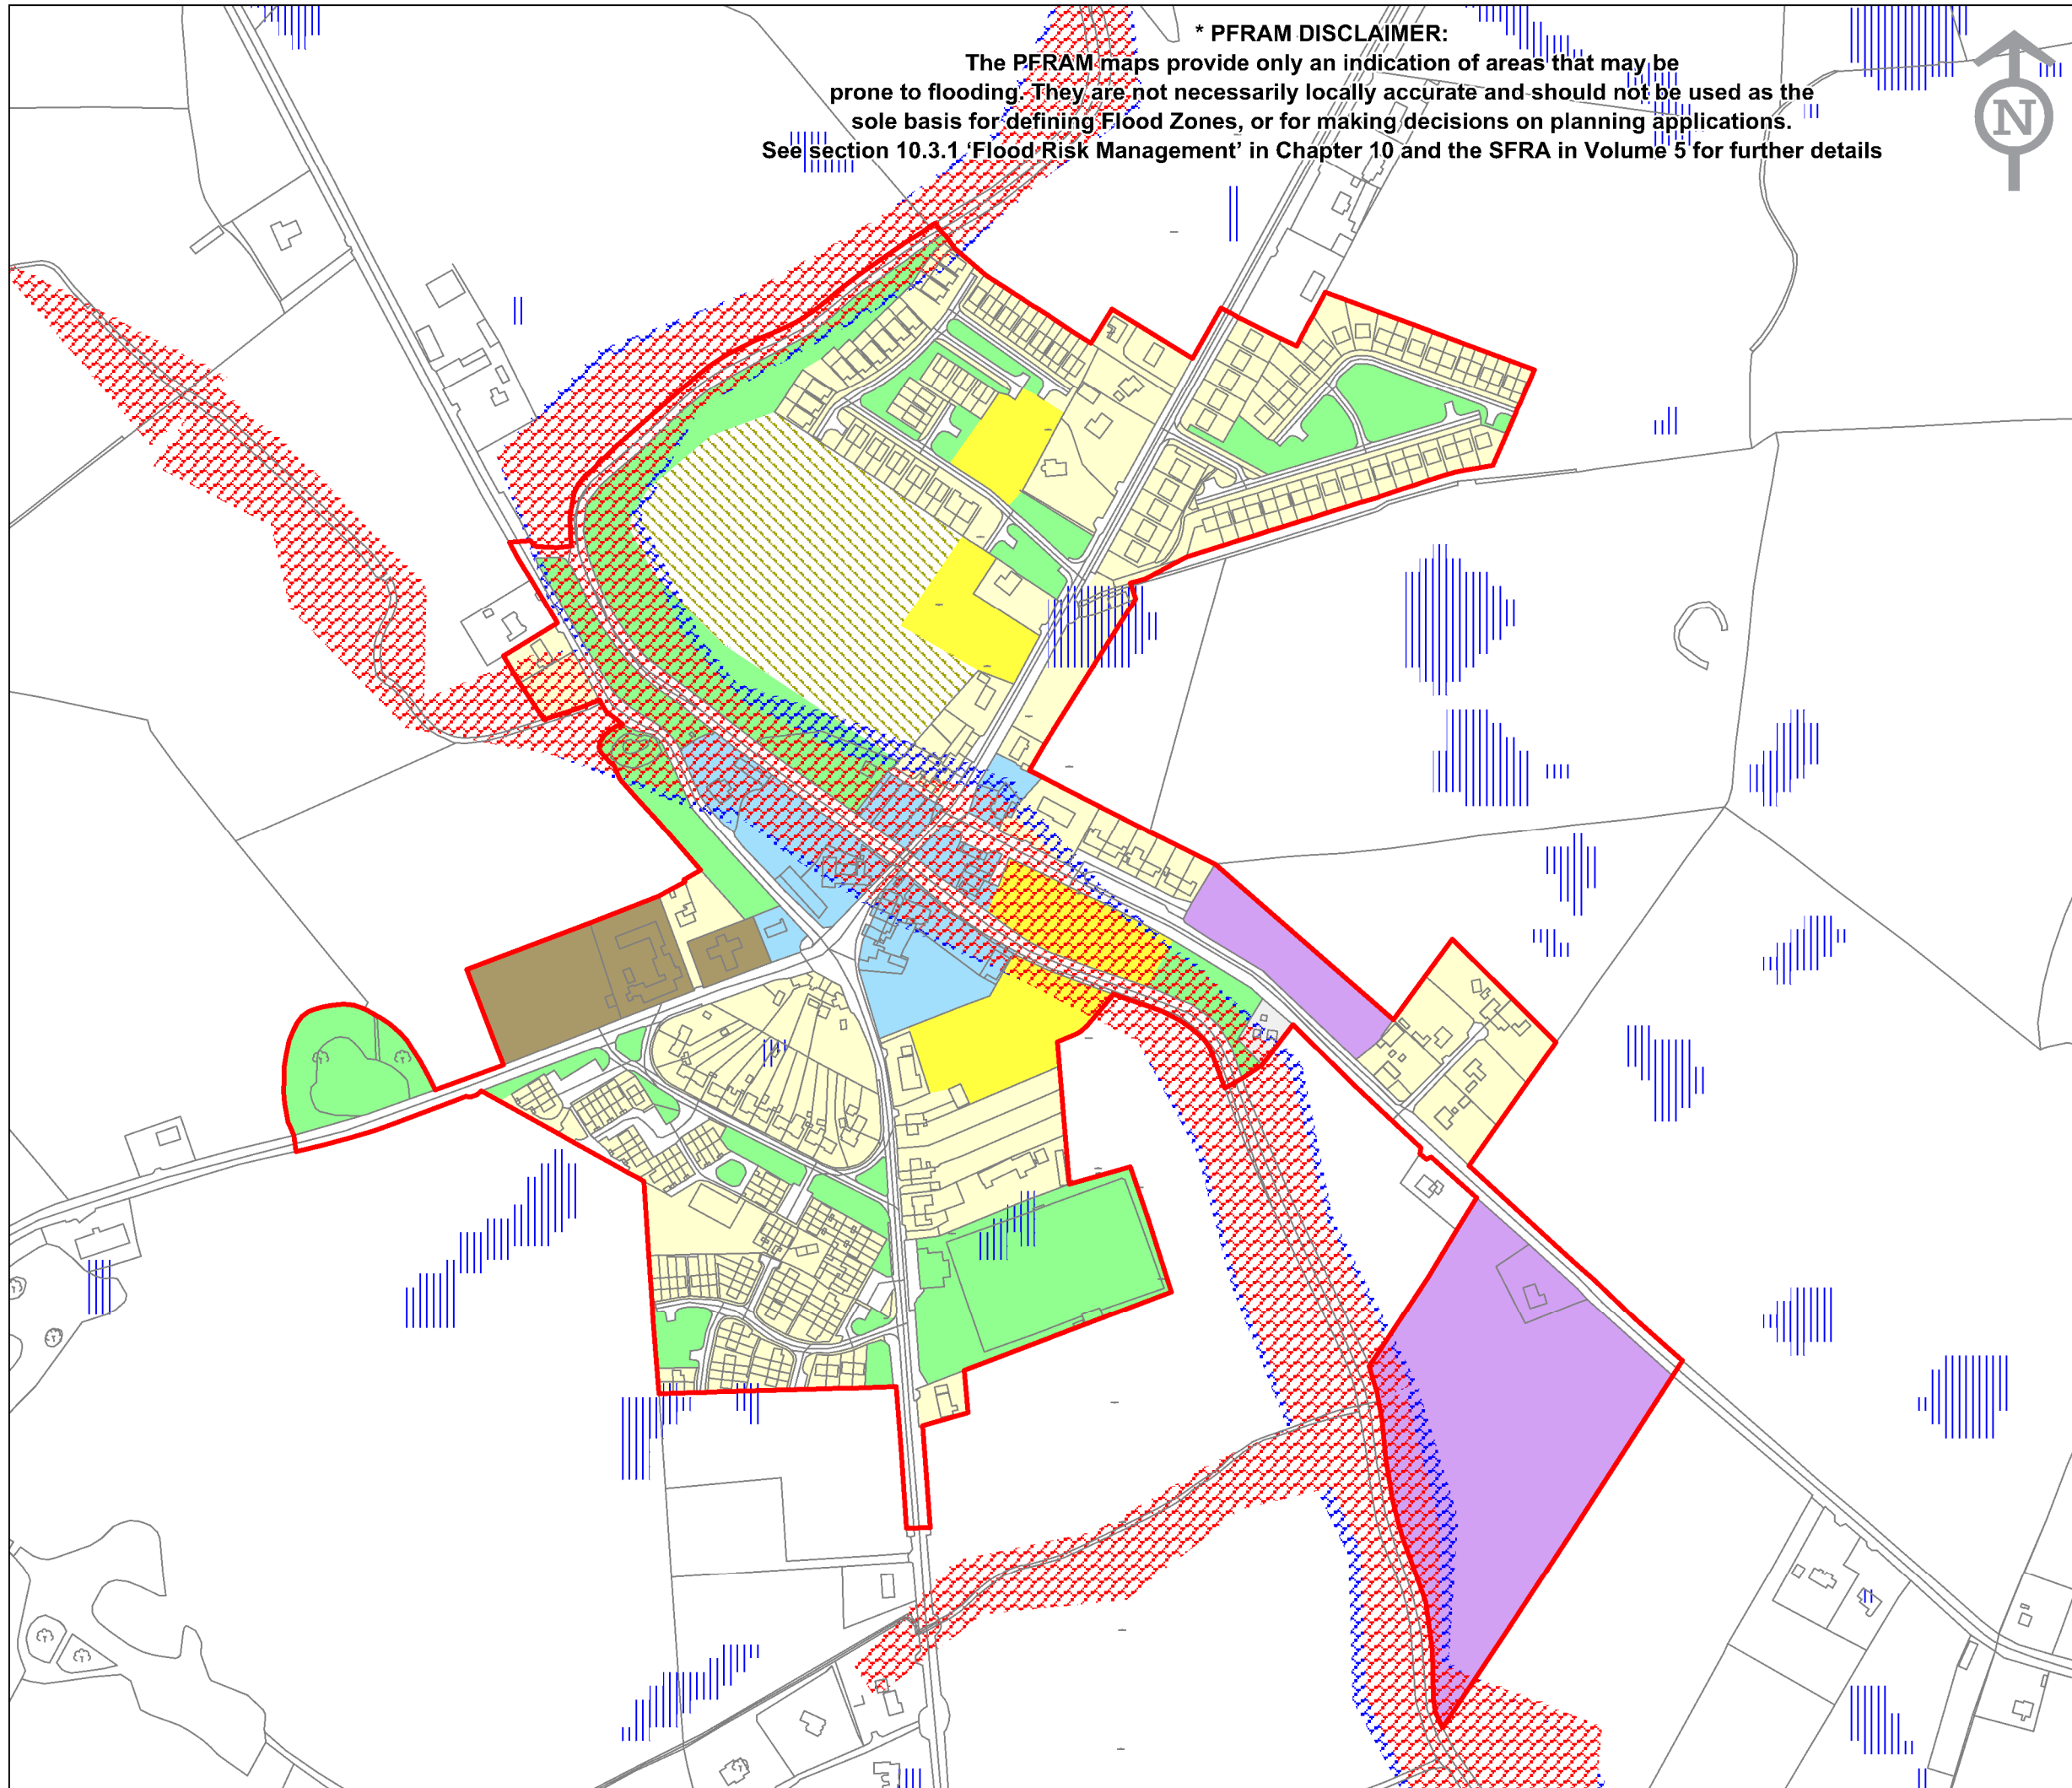 * PFRAM DISCLAIMER:
The PFRAM maps provide only an indication of areas that may be
prone to flooding. They are not necessarily locally accurate and should not be used as the
sole basis for defining Flood Zones, or for making decisions on planning applications.
See section 10.3.1 ‘Flood Risk Management’ in Chapter 10 and the SFRA in Volume 5 for further details
N